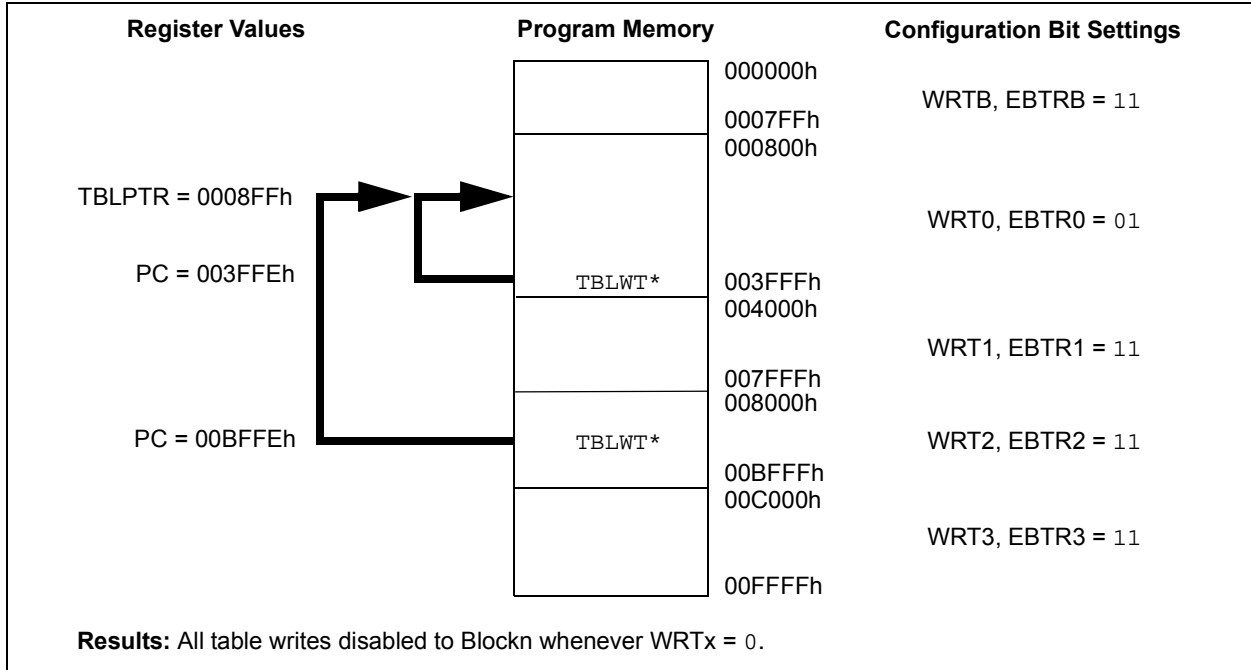 Register Values Program Memory Configuration Bit Settings
000000h
WRTB, EBTRB = 11
0007FFh
000800h
TBLPTR = 0008FFh
WRT0, EBTR0 = 01
PC = 003FFEh TBLWT* 003FFFh
004000h
WRT1, EBTR1 = 11
007FFFh
008000h
PC = 00BFFEh TBLWT* WRT2, EBTR2 = 11
00BFFFh
00C000h
WRT3, EBTR3 = 11
00FFFFh
Results: All table writes disabled to Blockn whenever WRTx = 0.